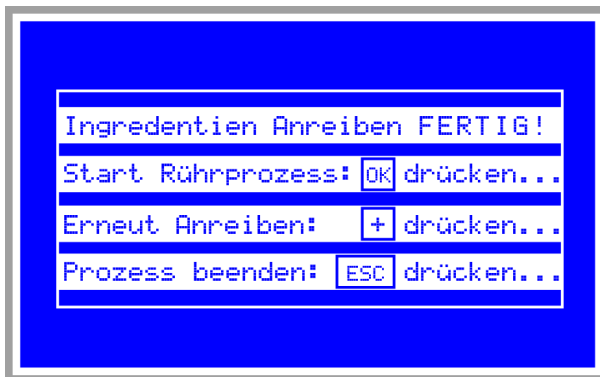 Ingredentien Anreiben FERTIG!
Start Rührprozess: OK drücken...
Erneut Anreiben: + drücken...
Prozess beenden: ESC drücken...